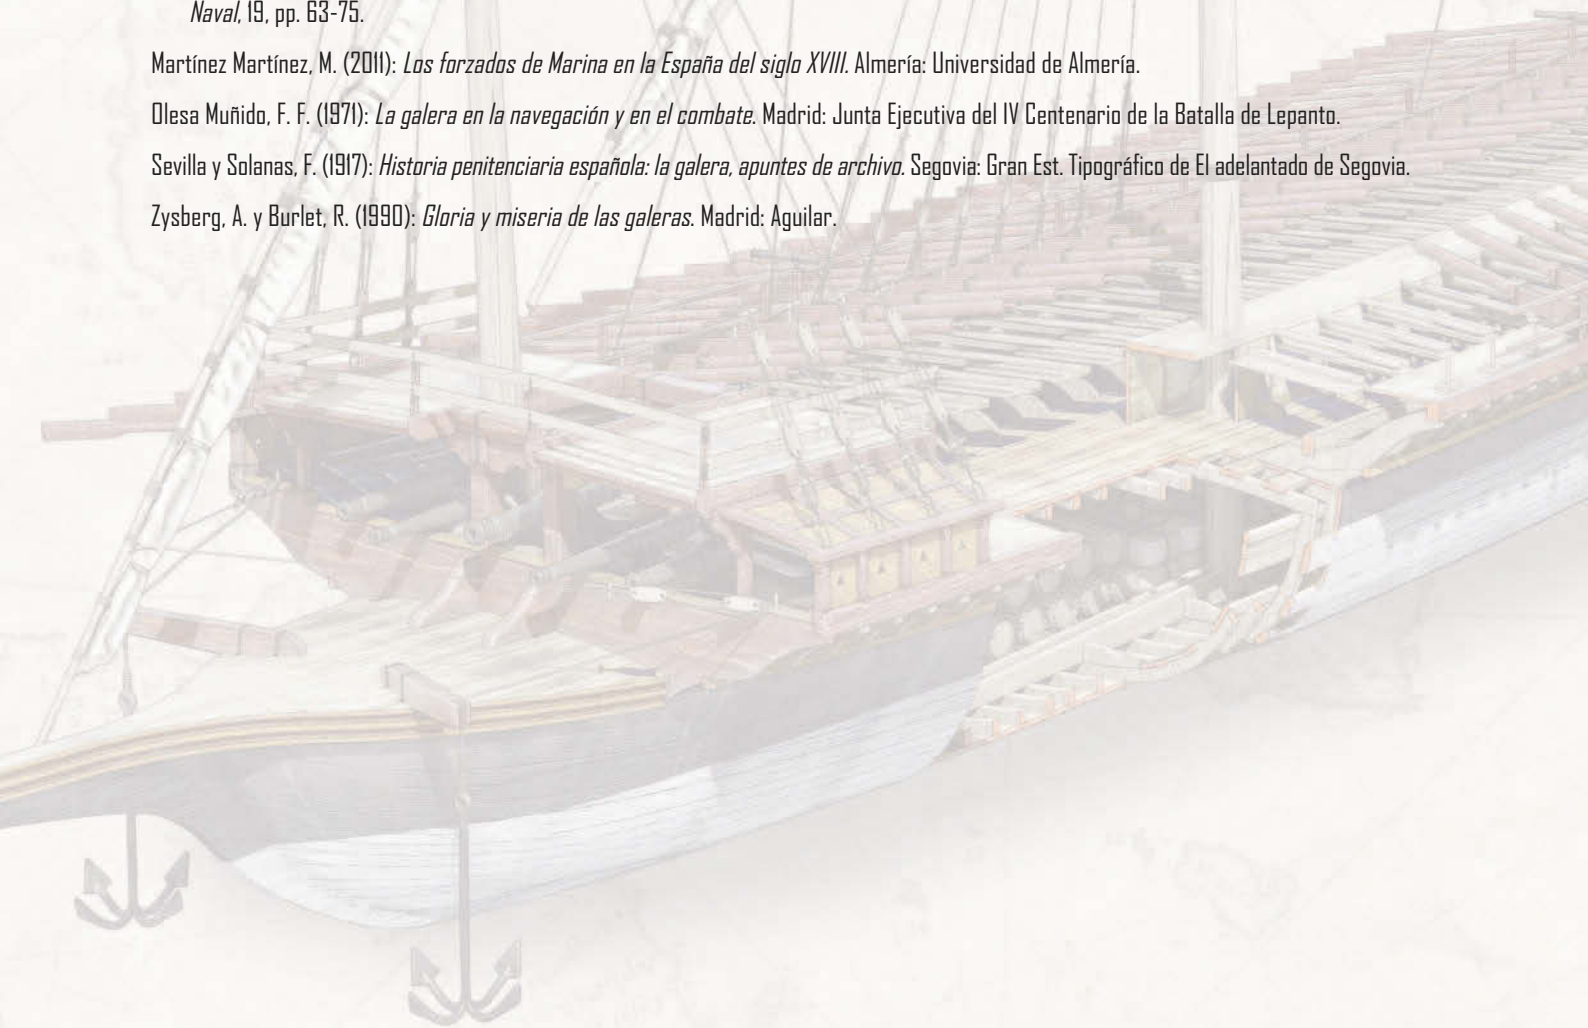 Naval, 19, pp. 63-75.
Martínez Martínez, M. (2011): Los forzados de Marina en la España del siglo XVIII. Almería: Universidad de Almería.
Olesa Muñido, F. F. (1971): La galera en la navegación y en el combate. Madrid: Junta Ejecutiva del IV Centenario de la Batalla de Lepanto.
Sevilla y Solanas, F. (1917): Historia penitenciaria española: la galera, apuntes de archivo. Segovia: Gran Est. Tipográfico de El adelantado de Segovia.
Zysberg, A. y Burlet, R. (1990): Gloria y miseria de las galeras. Madrid: Aguilar.